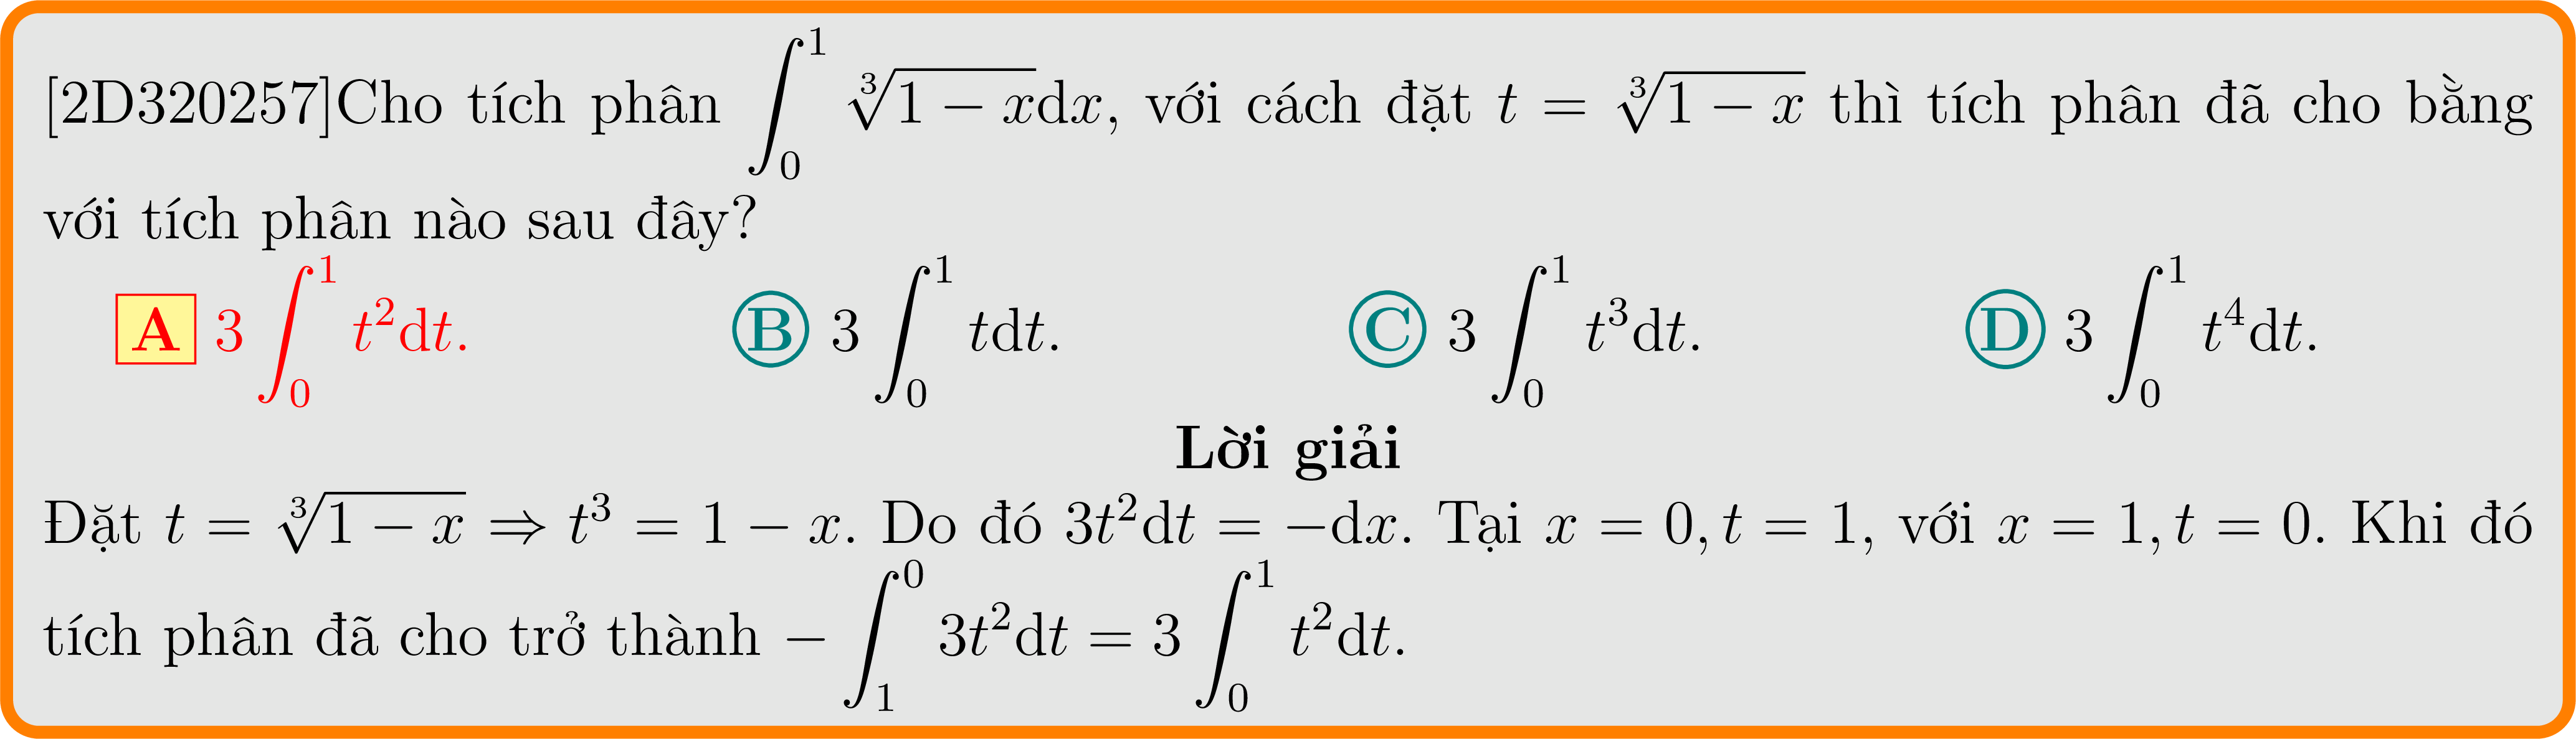 [2D320257]Cho tích phân $\int_0^1 \sqrt[3]{1-x}\mathrm{d}x$, với cách đặt $t = \sqrt[3]{1-x}$ thì tích phân đã cho bằng
với tích phân nào sau đây?
A $3\int_0^1 t^2\mathrm{d}t.$ B $3\int_0^1 t\mathrm{d}t.$ C $3\int_0^1 t^3\mathrm{d}t.$ D $3\int_0^1 t^4\mathrm{d}t.$
Lời giải
Đặt $t = \sqrt[3]{1-x} \Rightarrow t^3 = 1 - x$. Do đó $3t^2\mathrm{d}t = -\mathrm{d}x$. Tại $x = 0, t = 1$, với $x = 1, t = 0$. Khi đó
tích phân đã cho trở thành $-\int_1^0 3t^2\mathrm{d}t = 3\int_0^1 t^2\mathrm{d}t.$